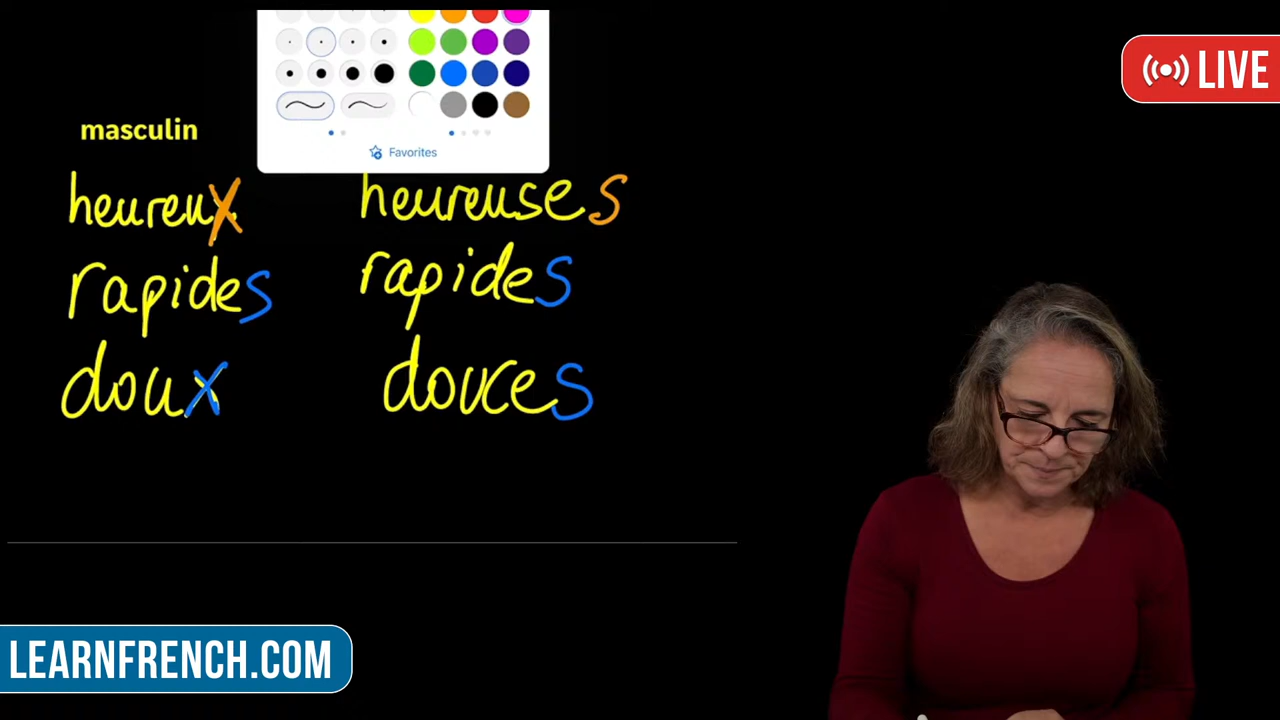 LIVE
Favorites
masculin
heureux heureuses
rapides rapides
doux douces
LEARNFRENCH.COM